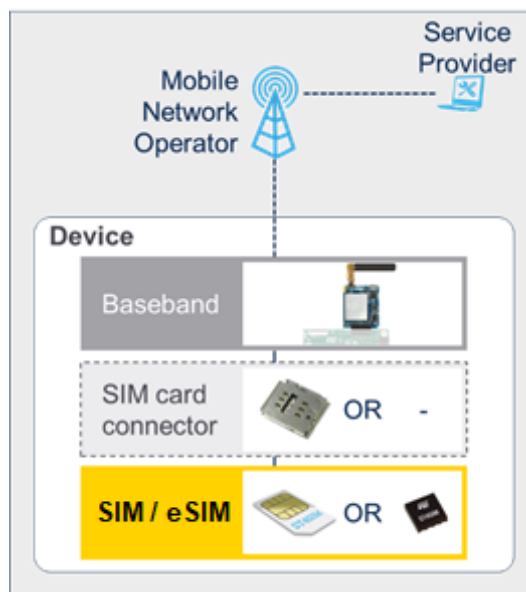 Service
Provider
Mobile
Network
Operator
Device
Baseband
SIM card
connector
OR -
SIM / eSIM
OR